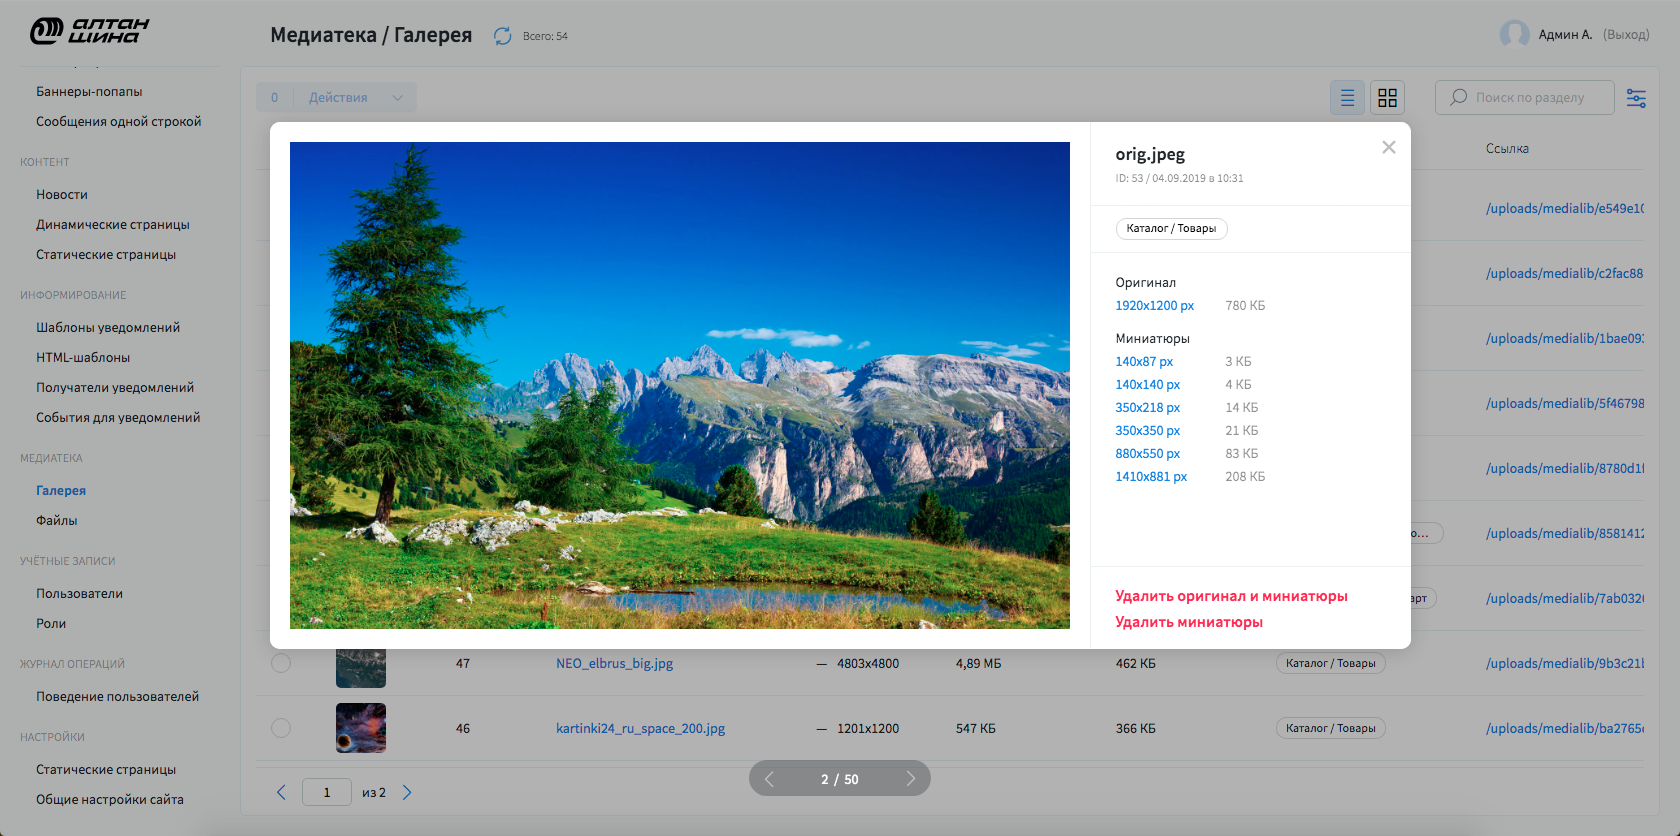 алтан
шина
Медиатека / Галерея
Всего: 54
Админ А. (Выход)
Баннеры-попапы
Сообщения одной строкой
КОНТЕНТ
Новости
Динамические страницы
Статические страницы
ИНФОРМИРОВАНИЕ
Шаблоны уведомлений
HTML-шаблоны
Получатели уведомлений
События для уведомлений
МЕДИАТЕКА
Галерея
Файлы
УЧЁТНЫЕ ЗАПИСИ
Пользователи
Роли
ЖУРНАЛ ОПЕРАЦИЙ
Поведение пользователей
НАСТРОЙКИ
Статические страницы
Общие настройки сайта
0 Действия
Поиск по разделу
Ссылка
/uploads/medialib/e549e10
/uploads/medialib/c2fac88
/uploads/medialib/1bae093
/uploads/medialib/5f46798
/uploads/medialib/8780d1
о... /uploads/medialib/8581412
арт /uploads/medialib/7ab0326
orig.jpeg
ID: 53 / 04.09.2019 в 10:31
Каталог / Товары
Оригинал
1920x1200 px 780 КБ
Миниатюры
140x87 px 3 КБ
140x140 px 4 КБ
350x218 px 14 КБ
350x350 px 21 КБ
880x550 px 83 КБ
1410x881 px 208 КБ
Удалить оригинал и миниатюры
Удалить миниатюры
47 NEO_elbrus_big.jpg — 4803x4800 4,89 МБ 462 КБ Каталог / Товары /uploads/medialib/9b3c21
46 kartinki24_ru_space_200.jpg — 1201x1200 547 КБ 366 КБ Каталог / Товары /uploads/medialib/ba2765
2 / 50
1 из 2